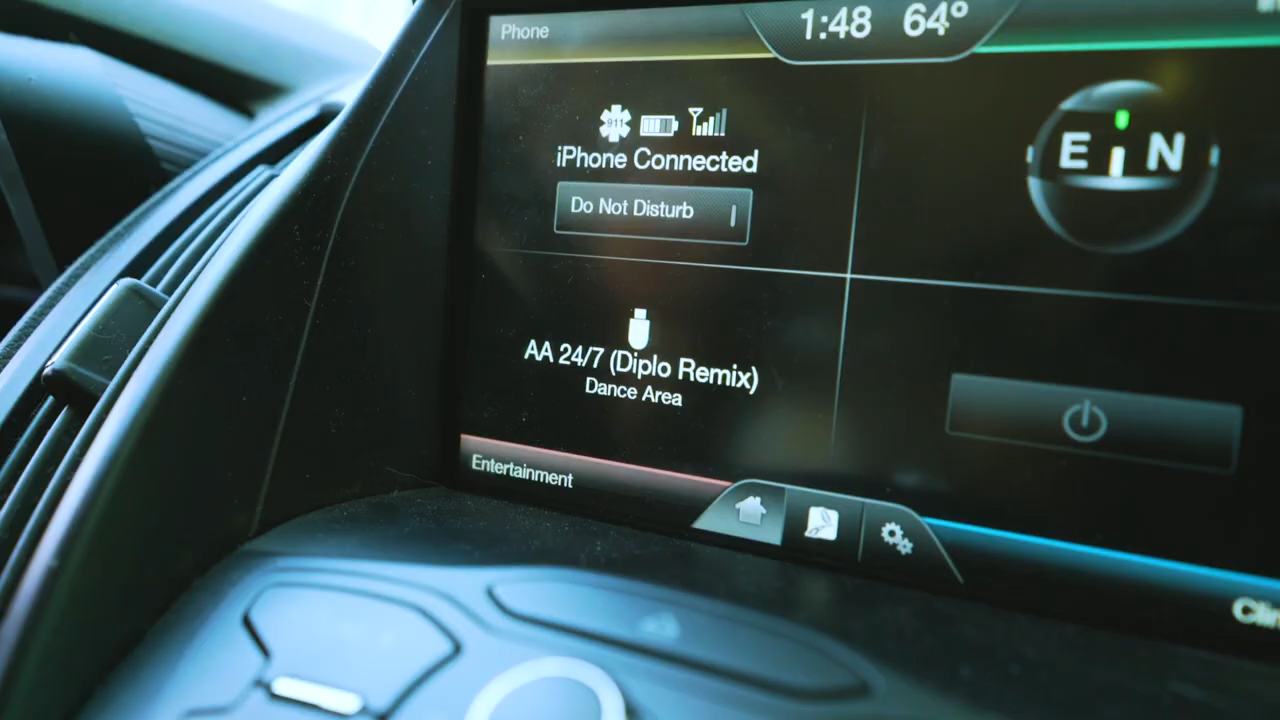 Phone
1:48 64°
911
iPhone Connected
Do Not Disturb
E N
AA 24/7 (Diplo Remix)
Dance Area
Entertainment